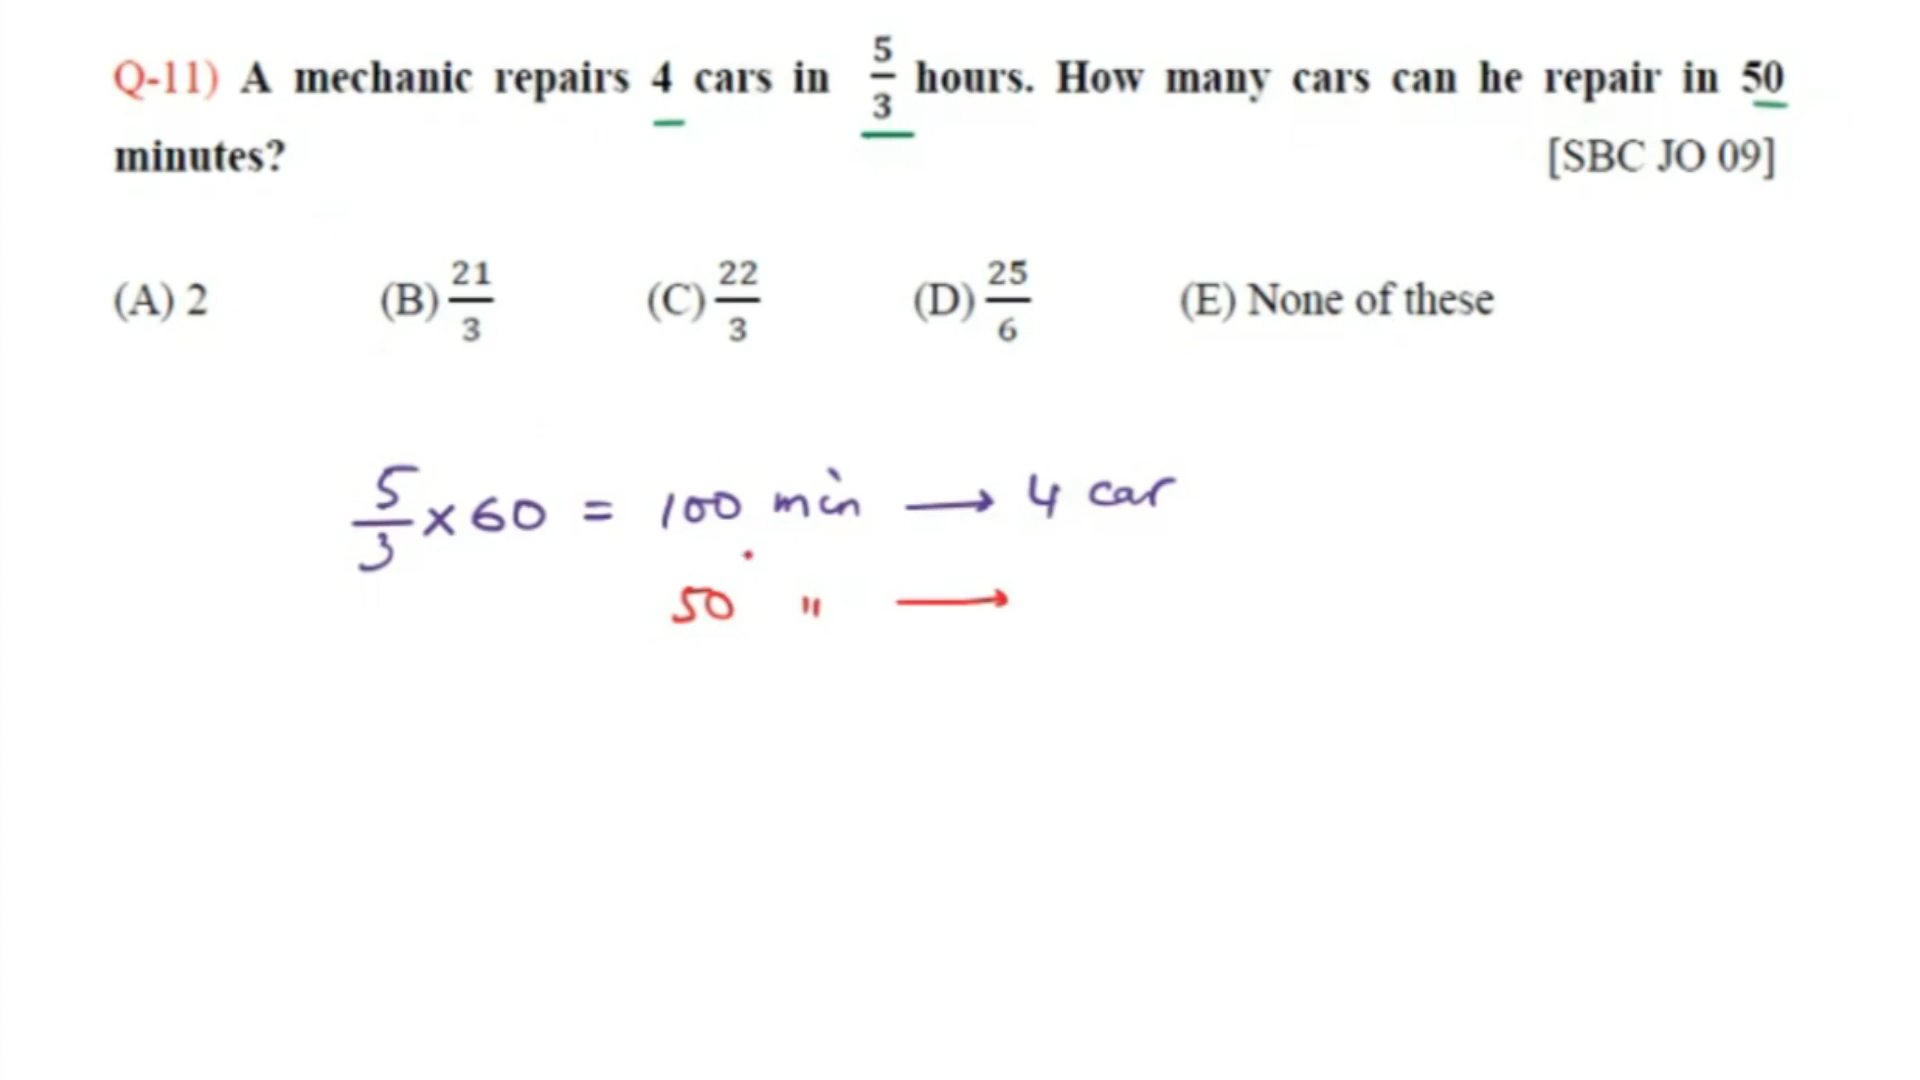 Q-11) A mechanic repairs 4 cars in 5/3 hours. How many cars can he repair in 50
minutes? [SBC JO 09]
(A) 2 (B) 21/3 (C) 22/3 (D) 25/6 (E) None of these
5/3 × 60 = 100 min → 4 car
50 " →